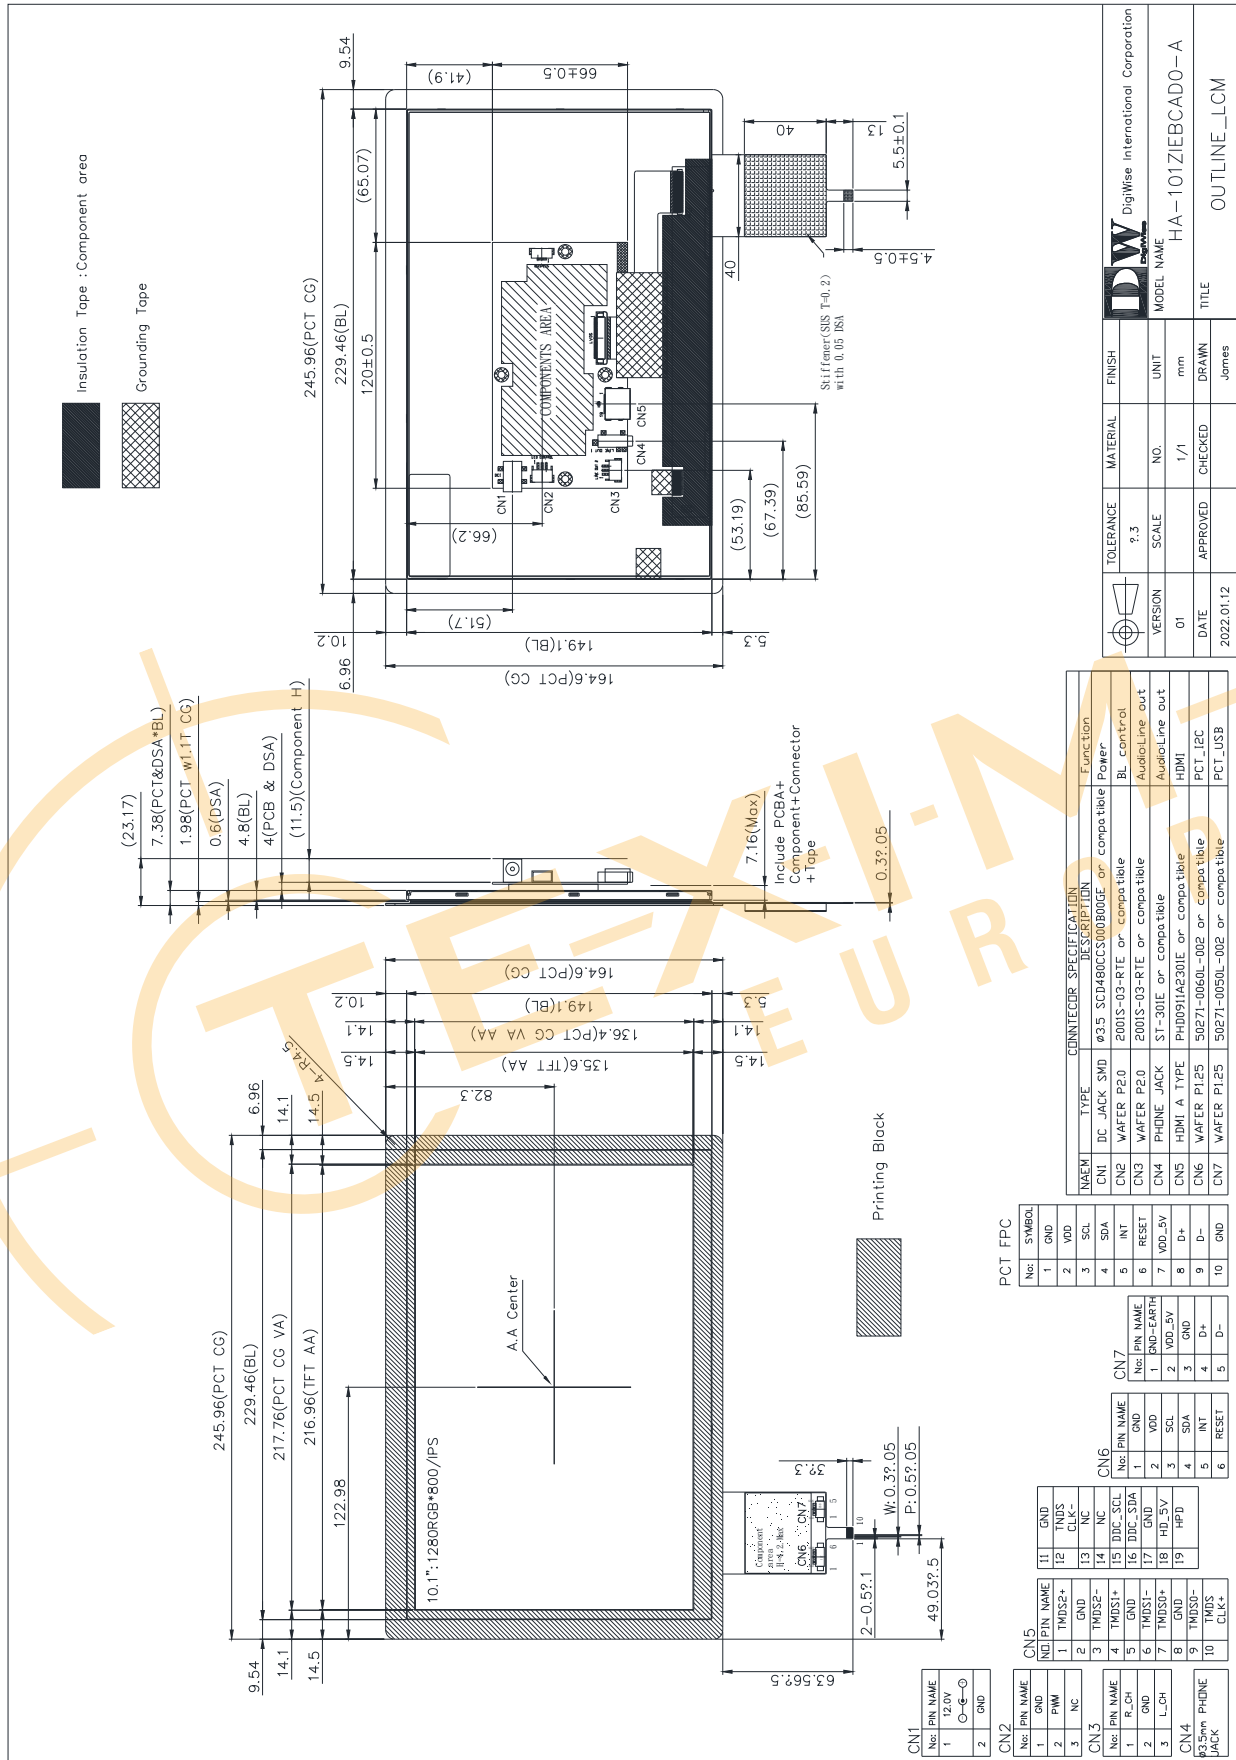 Insulation Tape :Component area
Grounding Tape
245.96(PCT CG)
229.46(BL)
120±0.5
(65.07)
9.54
(41.9)
66±0.5
40
13
5.5±0.1
4.5±0.5
40
Stiffener(SUS T=0.2)
with 0.05 DSA
COMPONENTS AREA
CN1
CN2
CN3
CN4
CN5
(66.2)
(51.7)
(53.19)
(67.39)
(85.59)
6.96
10.2
149.1(BL)
5.3
164.6(PCT CG)
(23.17)
7.38(PCT&DSA*BL)
1.98(PCT W1.1T CG)
0.6(DSA)
4.8(BL)
4(PCB & DSA)
(11.5)(Component H)
7.16(Max)
Include PCBA+
Component+Connector
+Tape
0.3?.05
164.6(PCT CG)
10.2
149.1(BL)
5.3
14.1
136.4(PCT CG VA AA)
14.1
14.5
135.6(TFT AA)
14.5
82.3
4-R4.5
6.96
14.1
14.5
245.96(PCT CG)
229.46(BL)
217.76(PCT CG VA)
216.96(TFT AA)
122.98
9.54
14.1
14.5
A.A Center
10.1":1280RGB*800/IPS
Printing Black
Component
area
CN6
CN7
1
6
1
5
1
10
3?.3
W:0.3?.05
P:0.5?.05
2-0.5?.1
49.03?.5
63.56?.5
CN1
No: PIN NAME
1 12.0V
2 GND
CN2
No: PIN NAME
1 GND
2 PWM
3 NC
CN3
No: PIN NAME
1 R_CH
2 GND
3 L_CH
CN4
ø3.5mm PHONE
JACK
CN5
NO. PIN NAME
1 TMDS2+
2 GND
3 TMDS2-
4 TMDS1+
5 GND
6 TMDS1-
7 TMDS0+
8 GND
9 TMDS0-
10 TMDS CLK+
11 GND
12 TNDS CLK-
13 NC
14 NC
15 DDC_SCL
16 DDC_SDA
17 GND
18 HD_5V
19 HPD
CN6
No: PIN NAME
1 GND
2 VDD
3 SCL
4 SDA
5 INT
6 RESET
CN7
No: PIN NAME
1 GND-EARTH
2 VDD_5V
3 GND
4 D+
5 D-
PCT FPC
No: SYMBOL
1 GND
2 VDD
3 SCL
4 SDA
5 INT
6 RESET
7 VDD_5V
8 D+
9 D-
10 GND
CONNTECOR SPECIFICATION
NAEM TYPE DESCRIPTION Function
CN1 DC JACK SMD ø3.5 SCD480CCS000B00GE or compatible Power
CN2 WAFER P2.0 2001S-03-RTE or compatible BL control
CN3 WAFER P2.0 2001S-03-RTE or compatible Audio:Line out
CN4 PHONE JACK ST-301E or compatible Audio:Line out
CN5 HDMI A TYPE PHD0911A2301E or compatible HDMI
CN6 WAFER P1.25 50271-0060L-002 or compatible PCT_I2C
CN7 WAFER P1.25 50271-0050L-002 or compatible PCT_USB
TOLERANCE
?.3
MATERIAL
FINISH
VERSION
01
SCALE
NO.
1/1
UNIT
mm
DATE
2022.01.12
APPROVED
CHECKED
DRAWN
James
DW
DigiWise
DigiWise International Corporation
MODEL NAME
HA-101ZIEBCAD0-A
TITLE
OUTLINE_LCM
TEXIM
EUROPE